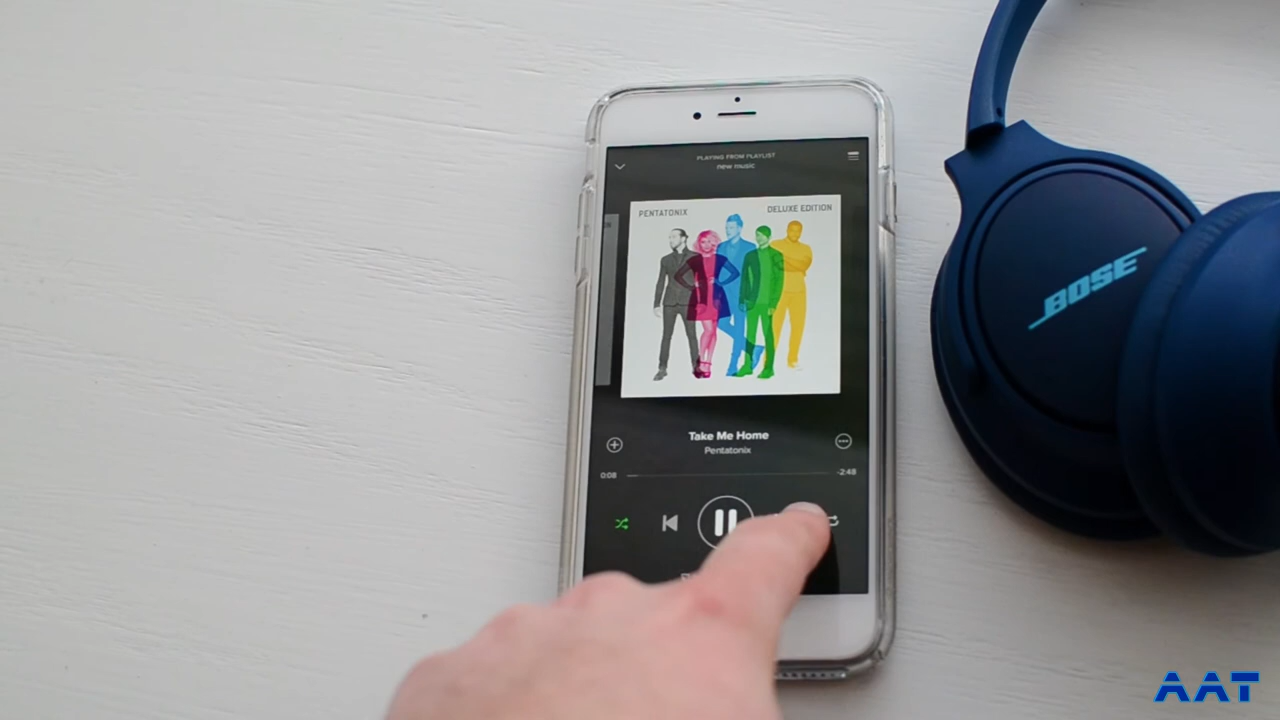 PLAYING FROM PLAYLIST
new music
PENTATONIX
DELUXE EDITION
Take Me Home
Pentatonix
0:08
-2:48
BOSE
AAT